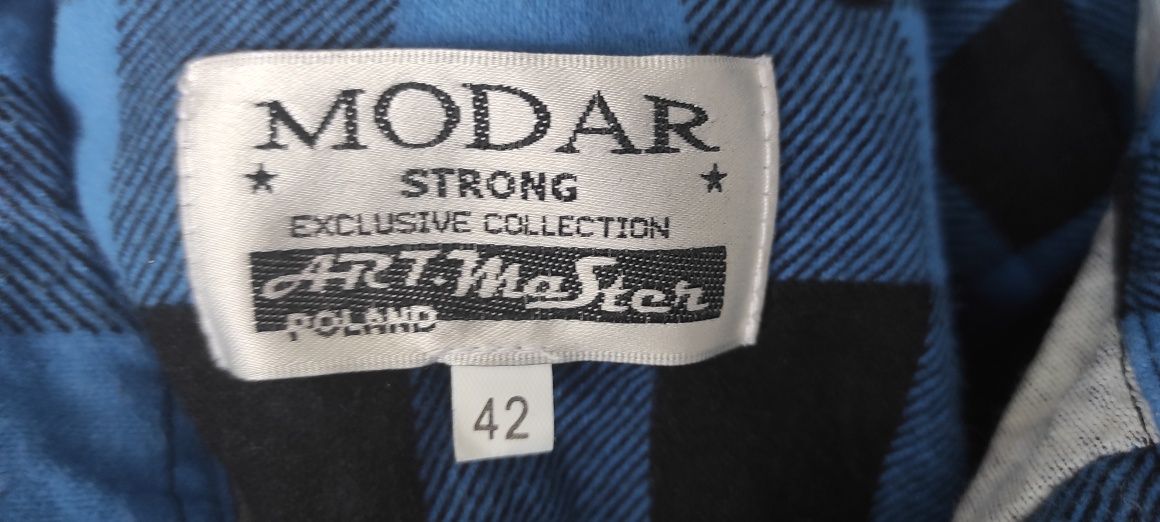 MODAR
STRONG
EXCLUSIVE COLLECTION
ART.MaSter
POLAND
42